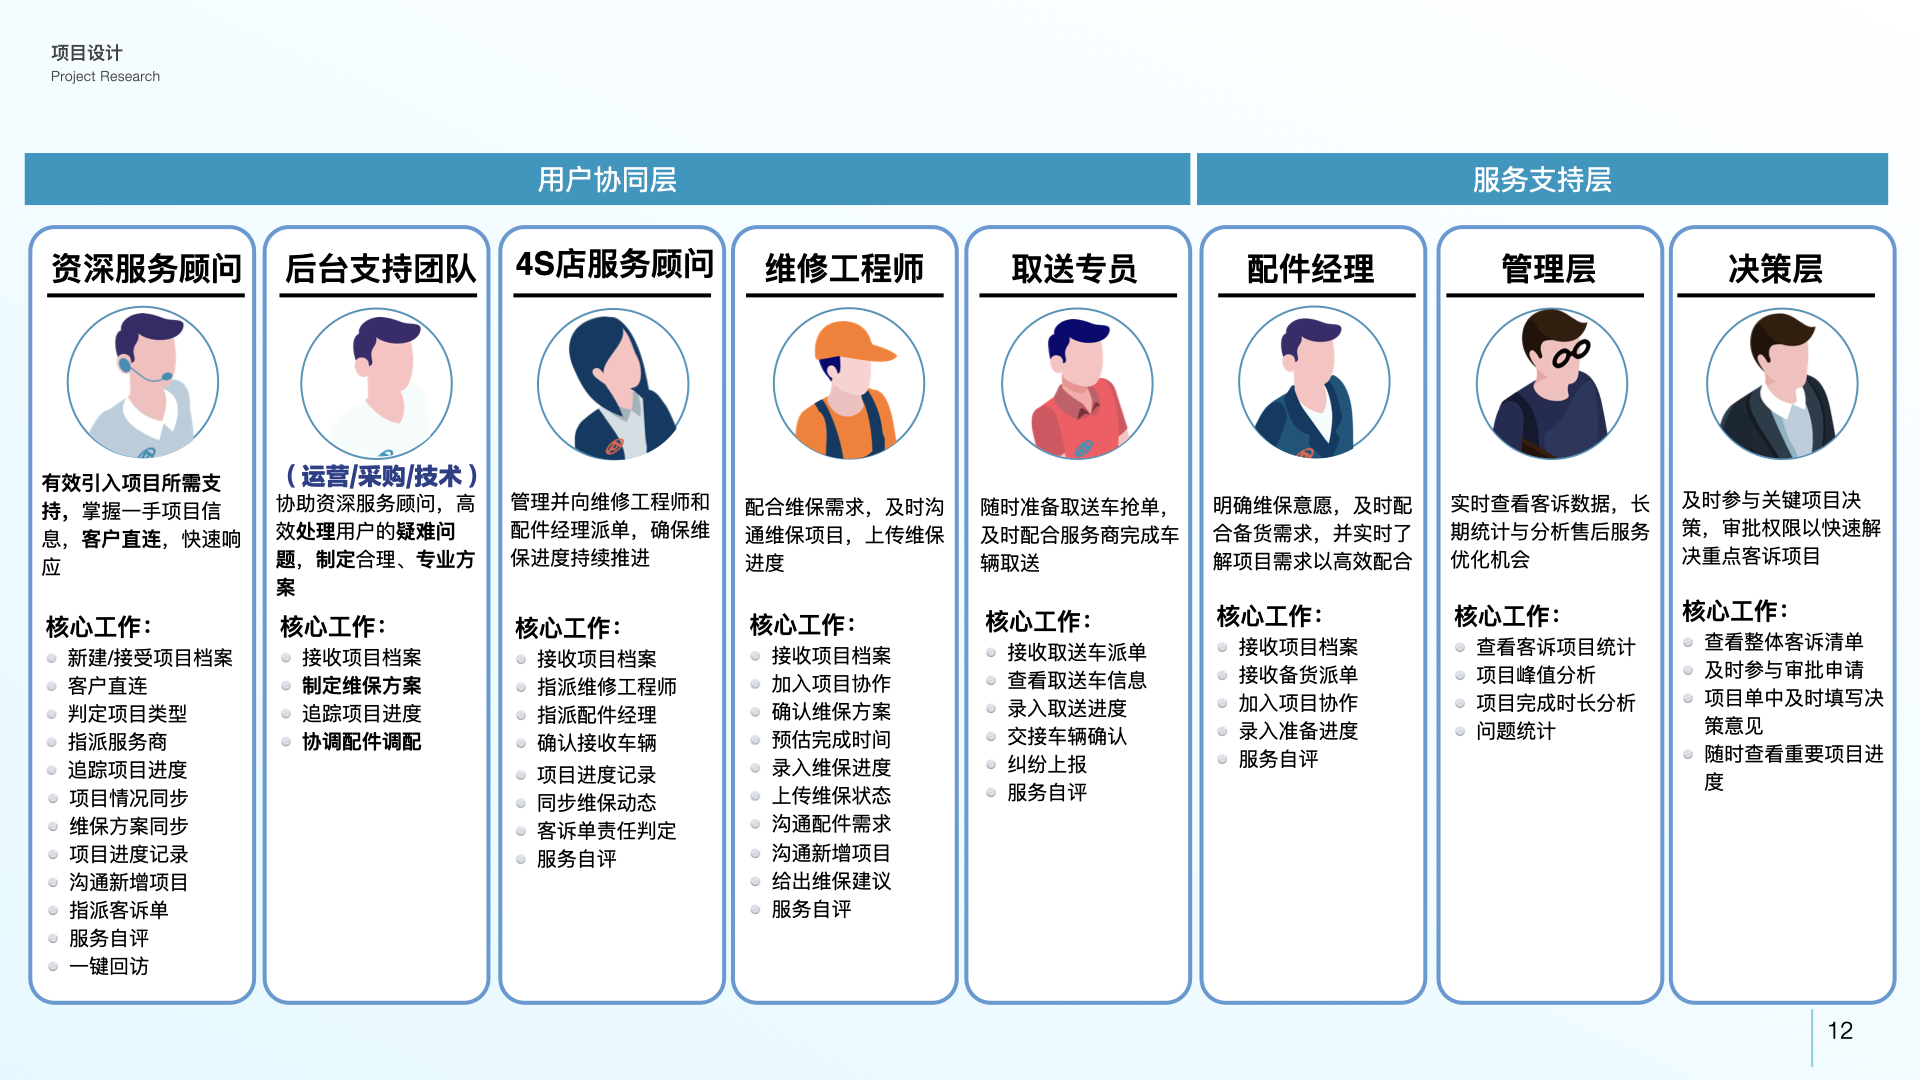 项目设计
Project Research
用户协同层
服务支持层
资深服务顾问
有效引入项目所需支
持，掌握一手项目信
息，客户直连，快速响
应
核心工作：
新建/接受项目档案
客户直连
判定项目类型
指派服务商
追踪项目进度
项目情况同步
维保方案同步
项目进度记录
沟通新增项目
指派客诉单
服务自评
一键回访
后台支持团队
（运营/采购/技术）
协助资深服务顾问，高
效处理用户的疑难问
题，制定合理、专业方
案
核心工作：
接收项目档案
制定维保方案
追踪项目进度
协调配件调配
4S店服务顾问
管理并向维修工程师和
配件经理派单，确保维
保进度持续推进
核心工作：
接收项目档案
指派维修工程师
指派配件经理
确认接收车辆
项目进度记录
同步维保动态
客诉单责任判定
服务自评
维修工程师
配合维保需求，及时沟
通维保项目，上传维保
进度
核心工作：
接收项目档案
加入项目协作
确认维保方案
预估完成时间
录入维保进度
上传维保状态
沟通配件需求
沟通新增项目
给出维保建议
服务自评
取送专员
随时准备取送车抢单，
及时配合服务商完成车
辆取送
核心工作：
接收取送车派单
查看取送车信息
录入取送进度
交接车辆确认
纠纷上报
服务自评
配件经理
明确维保意愿，及时配
合备货需求，并实时了
解项目需求以高效配合
核心工作：
接收项目档案
接收备货派单
加入项目协作
录入准备进度
服务自评
管理层
实时查看客诉数据，长
期统计与分析售后服务
优化机会
核心工作：
查看客诉项目统计
项目峰值分析
项目完成时长分析
问题统计
决策层
及时参与关键项目决
策，审批权限以快速解
决重点客诉项目
核心工作：
查看整体客诉清单
及时参与审批申请
项目单中及时填写决
策意见
随时查看重要项目进
度
12